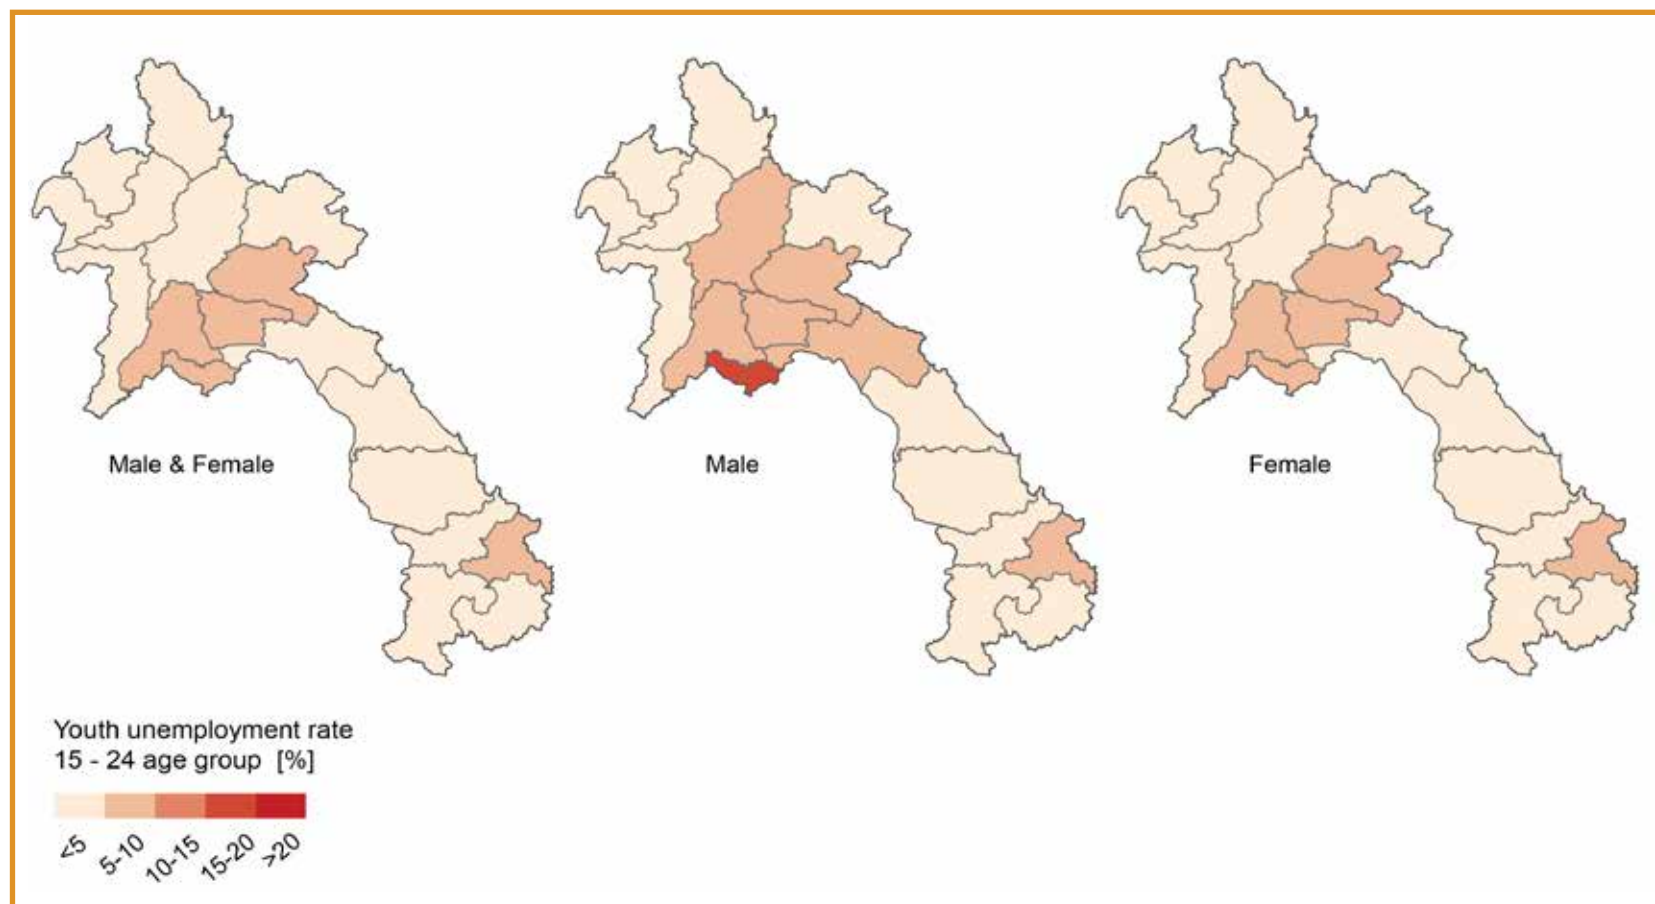 Male & Female
Male
Female
Youth unemployment rate
15 - 24 age group [%]
<5
5-10
10-15
15-20
>20